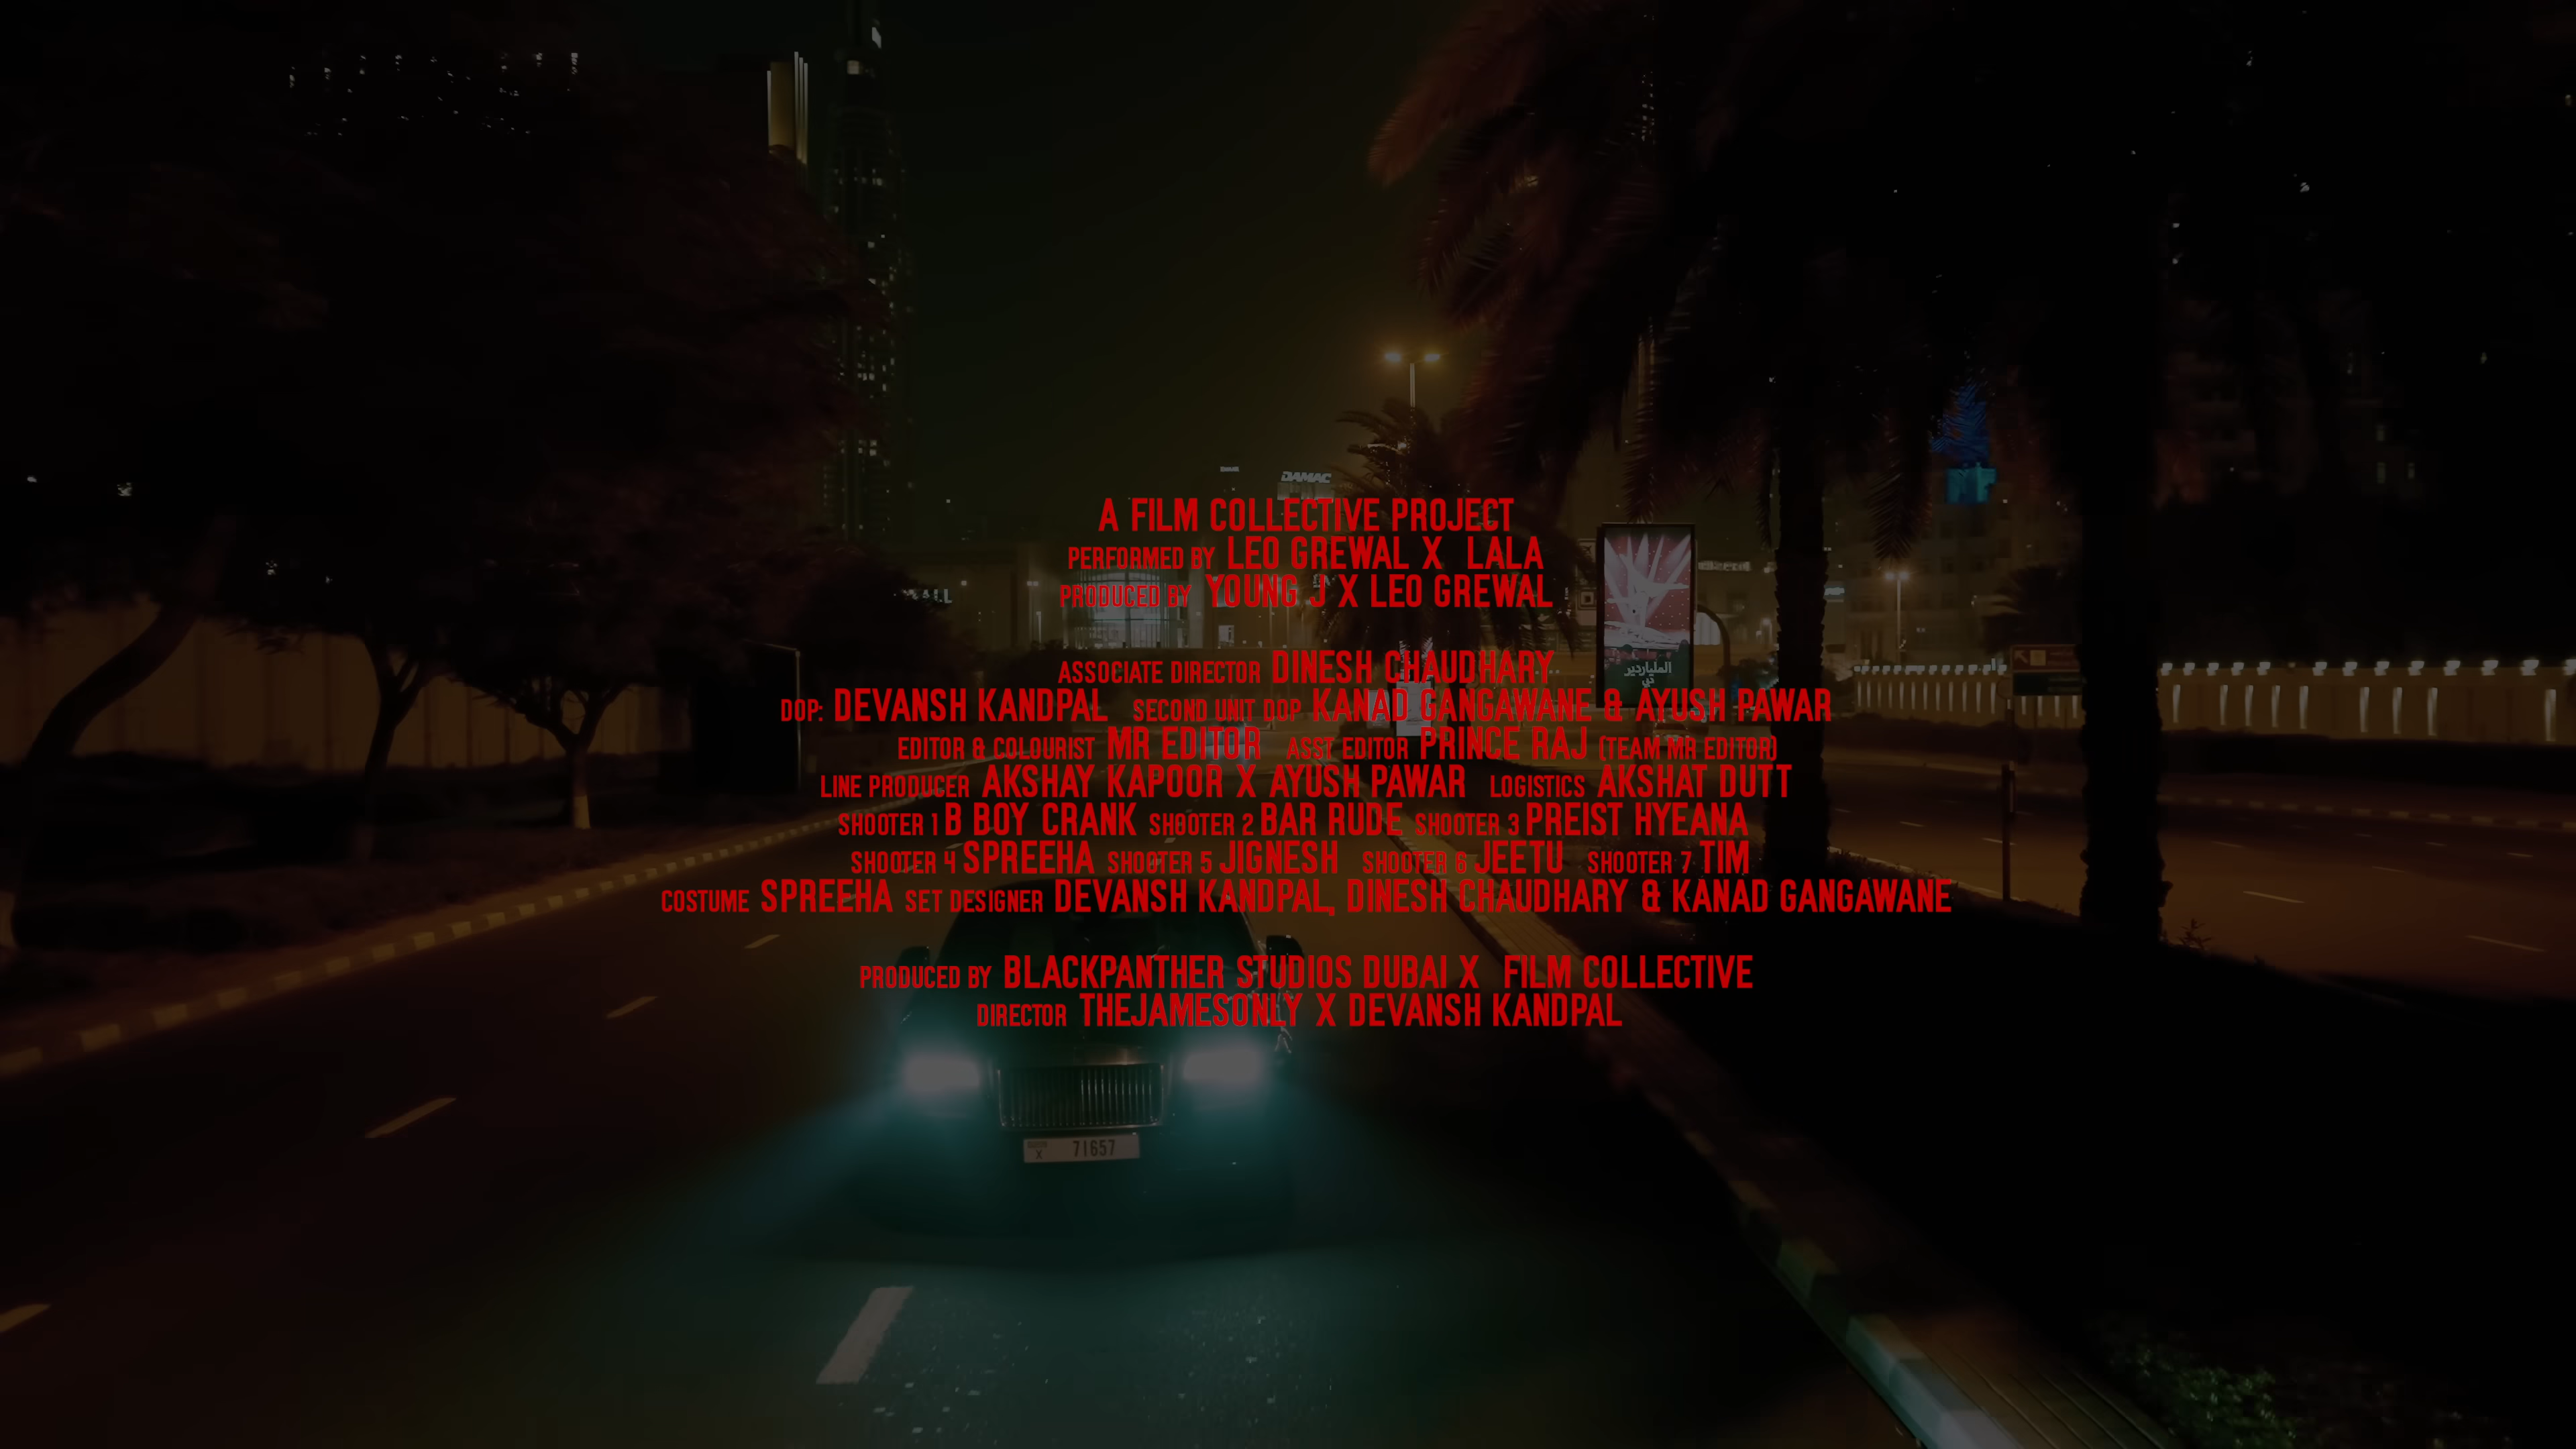 DAMAC
A FILM COLLECTIVE PROJECT
PERFORMED BY LEO GREWAL X LALA
PRODUCED BY YOUNG J X LEO GREWAL
ASSOCIATE DIRECTOR DINESH CHAUDHARY
DOP: DEVANSH KANDPAL SECOND UNIT DOP KANAD GANGAWANE & AYUSH PAWAR
EDITOR & COLOURIST MR EDITOR ASST EDITOR PRINCE RAJ (TEAM MR EDITOR)
LINE PRODUCER AKSHAY KAPOOR X AYUSH PAWAR LOGISTICS AKSHAT DUTT
SHOOTER 1 B BOY CRANK SHOOTER 2 BAR RUDE SHOOTER 3 PREIST HYEANA
SHOOTER 4 SPREEHA SHOOTER 5 JIGNESH SHOOTER 6 JEETU SHOOTER 7 TIM
COSTUME SPREEHA SET DESIGNER DEVANSH KANDPAL, DINESH CHAUDHARY & KANAD GANGAWANE
PRODUCED BY BLACKPANTHER STUDIOS DUBAI X FILM COLLECTIVE
DIRECTOR THEJAMESONLY X DEVANSH KANDPAL
X 71657